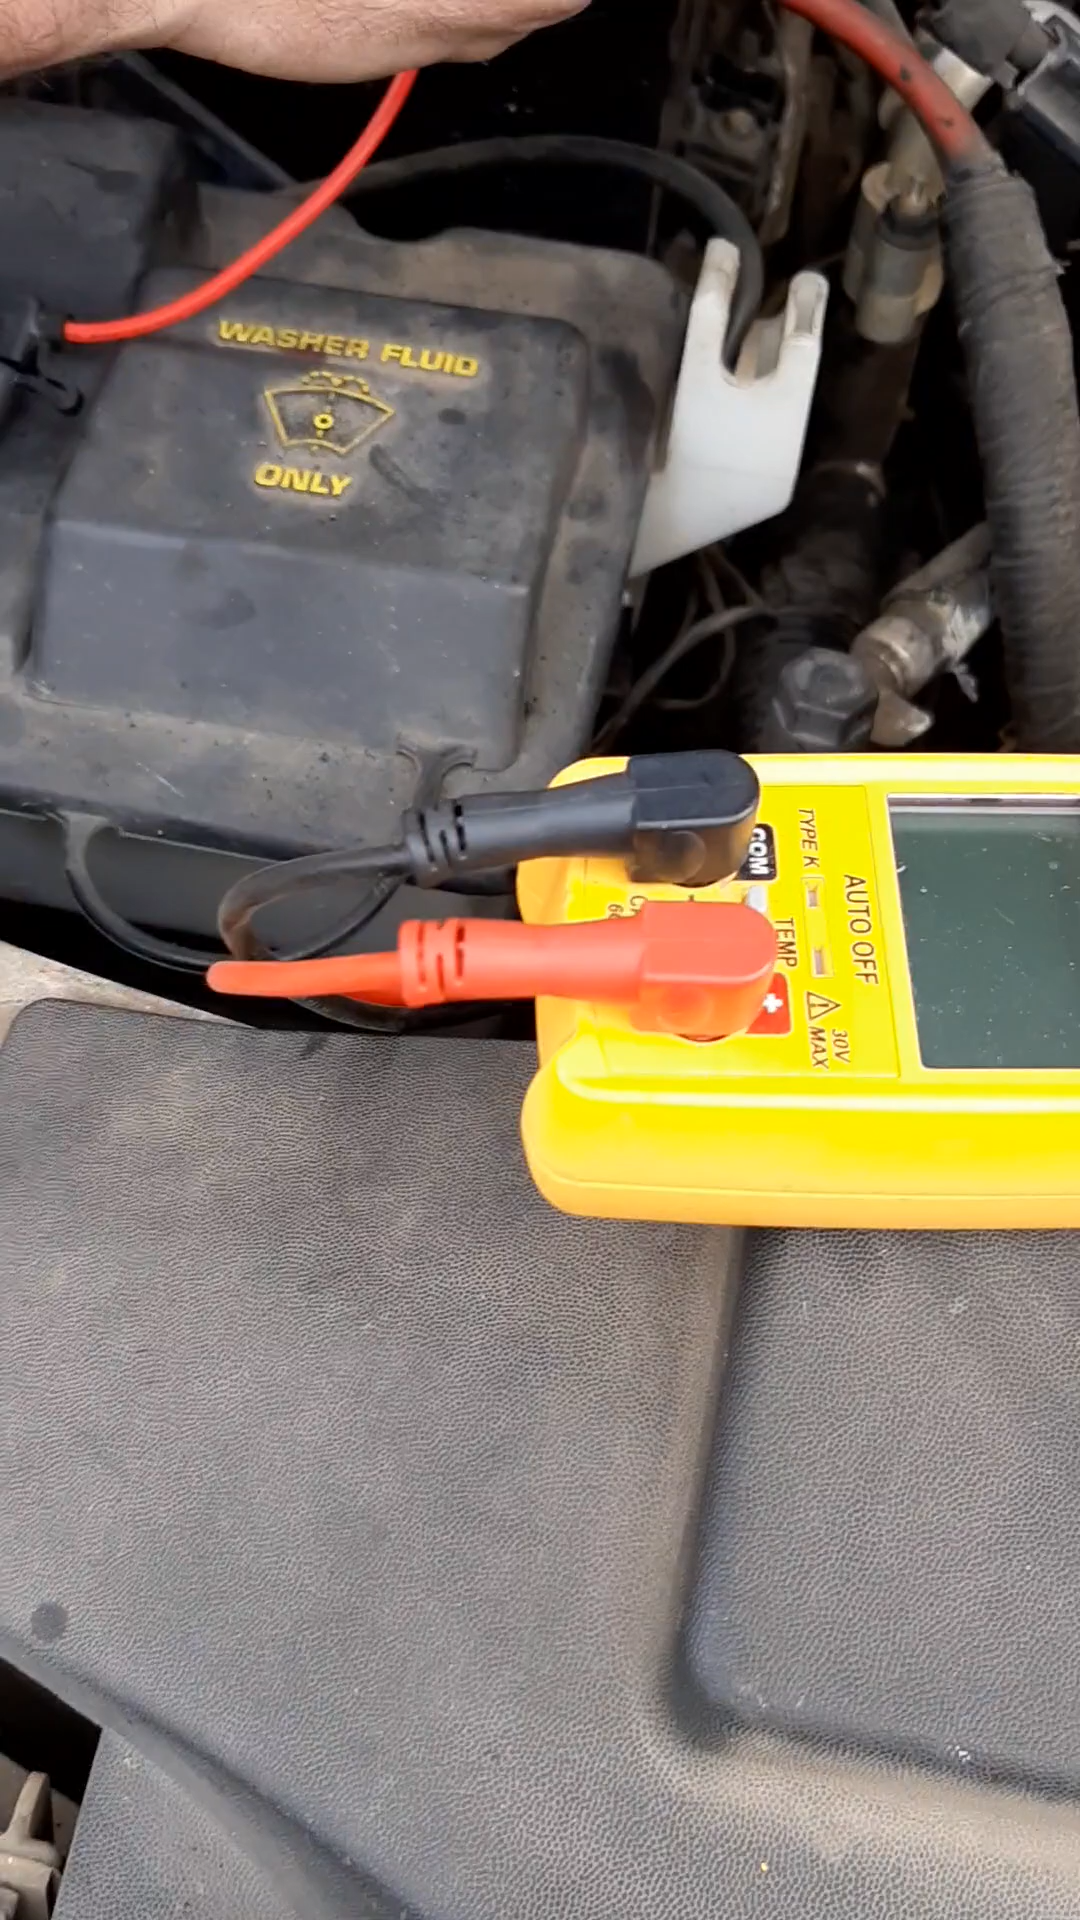 WASHER FLUID
ONLY
COM
TYPE K
TEMP
AUTO OFF
+
⚠ 30V
MAX